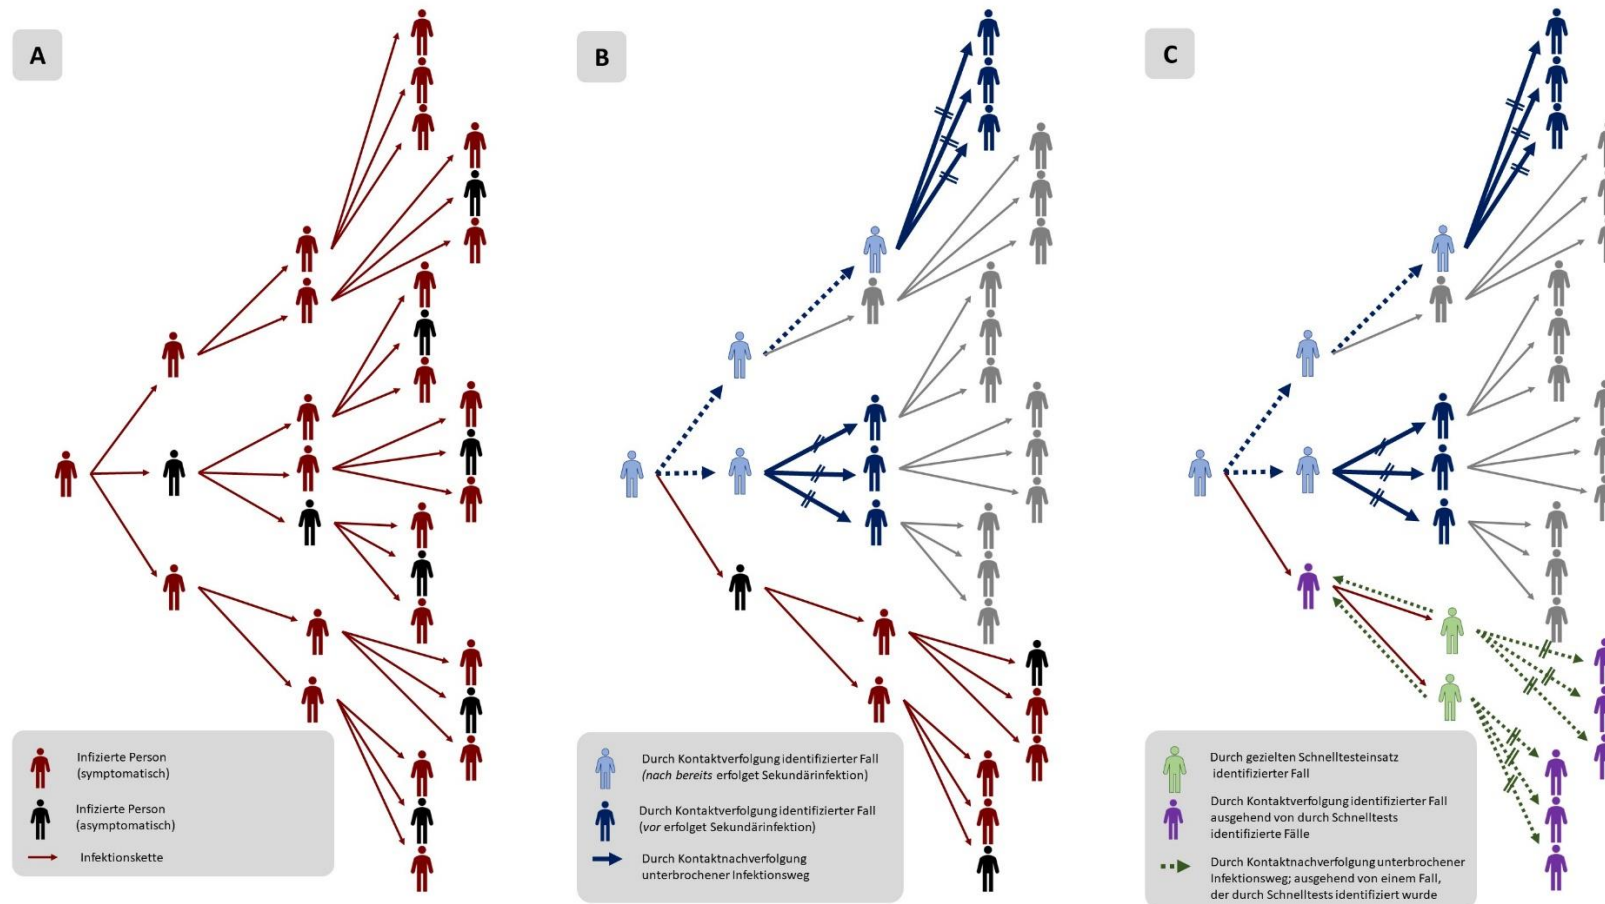 A
B
C
Infizierte Person
(symptomatisch)
Infizierte Person
(asymptomatisch)
Infektionskette
Durch Kontaktverfolgung identifizierter Fall
(nach bereits erfolget Sekundärinfektion)
Durch Kontaktverfolgung identifizierter Fall
(vor erfolget Sekundärinfektion)
Durch Kontaktnachverfolgung
unterbrochener Infektionsweg
Durch gezielten Schnelltesteinsatz
identifizierter Fall
Durch Kontaktverfolgung identifizierter Fall
ausgehend von durch Schnelltests
identifizierte Fälle
Durch Kontaktnachverfolgung unterbrochener
Infektionsweg; ausgehend von einem Fall,
der durch Schnelltests identifiziert wurde